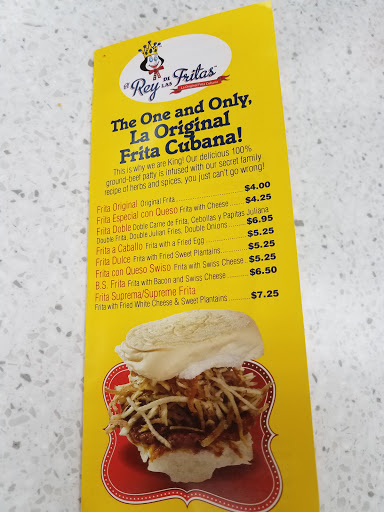 El Rey DE LAS Fritas
La Original Frita Cubana
The One and Only,
La Original
Frita Cubana!
This is why we are King! Our delicious 100%
ground-beef patty is infused with our secret family
recipe of herbs and spices, you just can't go wrong!
Frita Original Original Frita $4.00
Frita Especial con Queso Frita with Cheese $4.25
Frita Doble Doble Carne de Frita, Cebollas y Papitas Juliana
Double Frita, Double Julian Fries, Double Onions $6.95
Frita a Caballo Frita with a Fried Egg $5.25
Frita Dulce Frita with Fried Sweet Plantains $5.25
Frita con Queso Swiso Frita with Swiss Cheese $5.25
B.S. Frita Frita with Bacon and Swiss Cheese $6.50
Frita Suprema/Supreme Frita
Frita with Fried White Cheese & Sweet Plantains $7.25